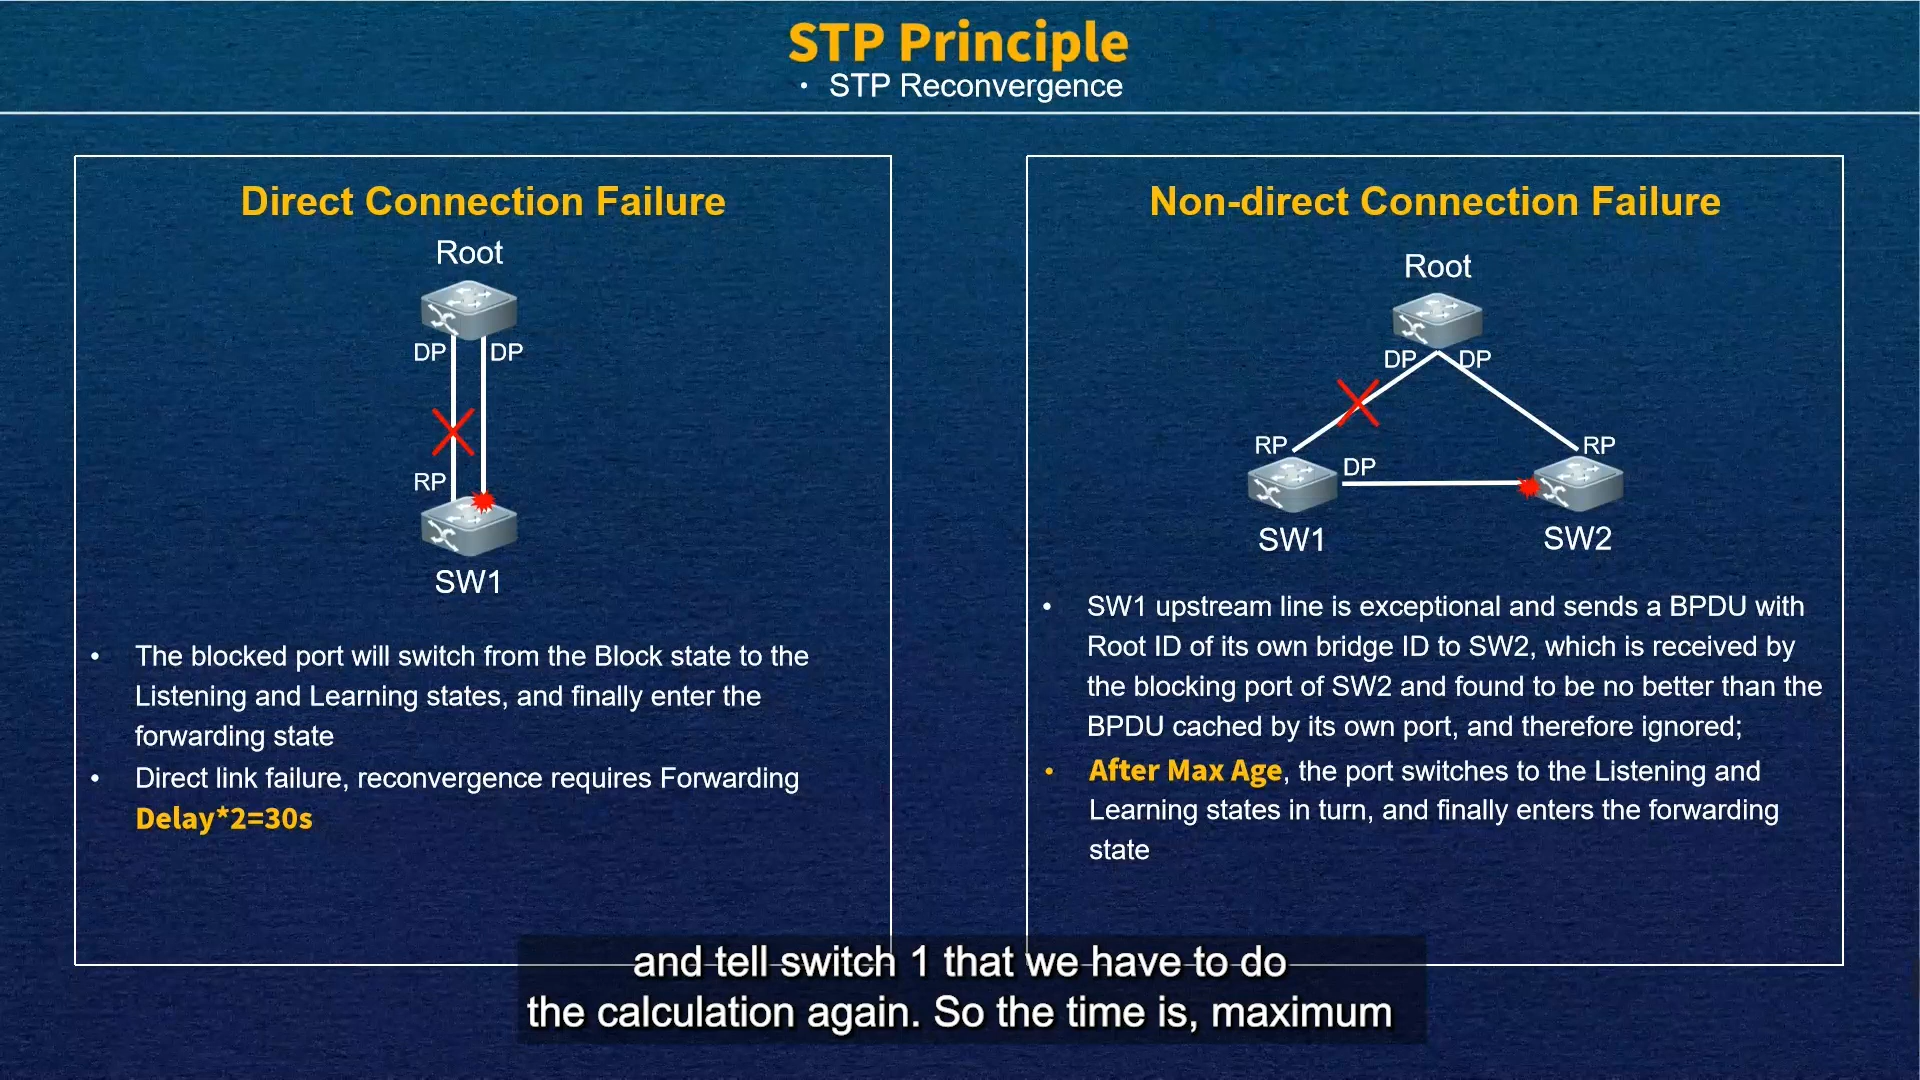 STP Principle
• STP Reconvergence
Direct Connection Failure
Root
DP DP
RP
SW1
• The blocked port will switch from the Block state to the
Listening and Learning states, and finally enter the
forwarding state
• Direct link failure, reconvergence requires Forwarding
Delay*2=30s
Non-direct Connection Failure
Root
DP DP
RP RP
DP
SW1 SW2
• SW1 upstream line is exceptional and sends a BPDU with
Root ID of its own bridge ID to SW2, which is received by
the blocking port of SW2 and found to be no better than the
BPDU cached by its own port, and therefore ignored;
• After Max Age, the port switches to the Listening and
Learning states in turn, and finally enters the forwarding
state
and tell switch 1 that we have to do
the calculation again. So the time is, maximum